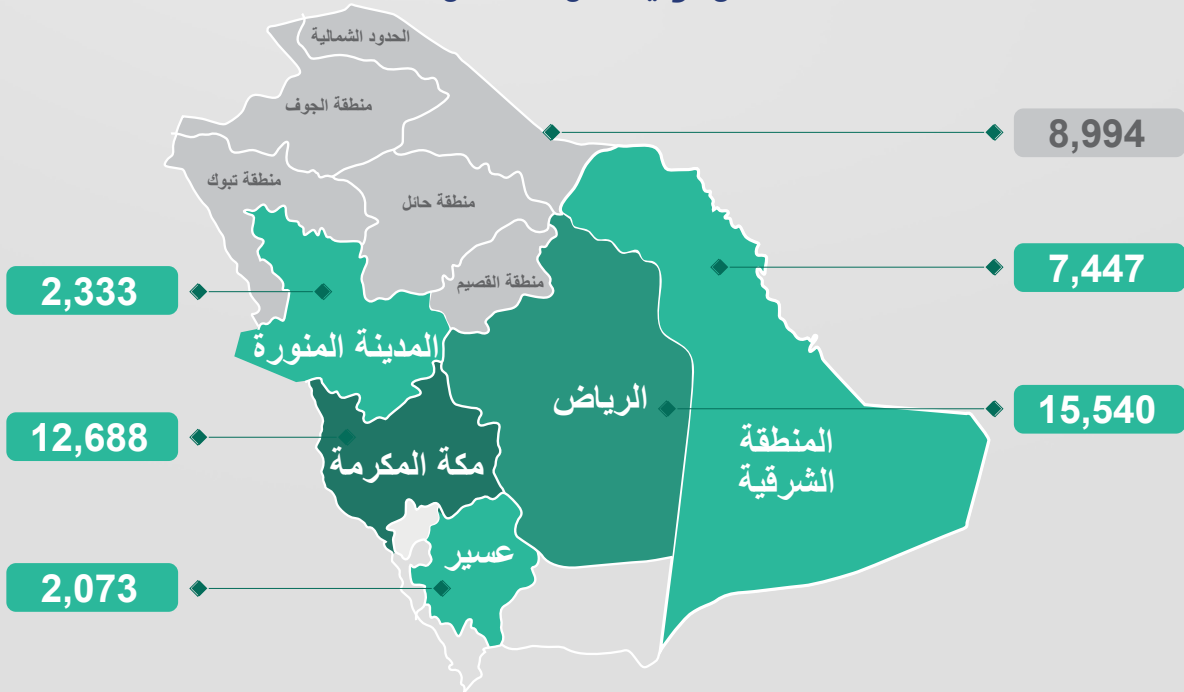 الحدود الشمالية
منطقة الجوف
8,994
منطقة تبوك
منطقة حائل
7,447
2,333
منطقة القصيم
المدينة المنورة
الرياض
15,540
12,688
المنطقة
الشرقية
مكة المكرمة
عسير
2,073